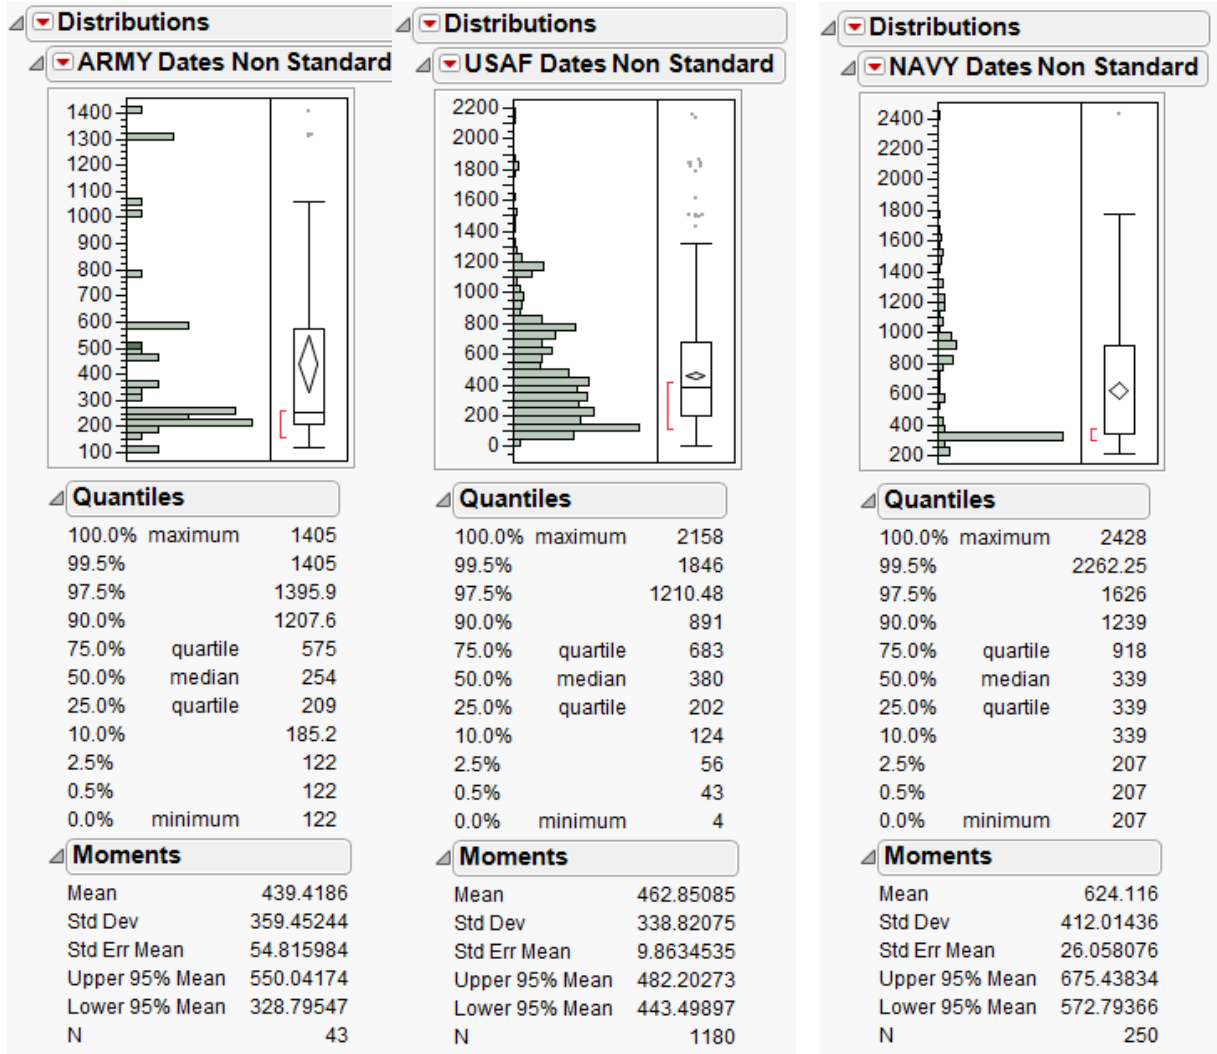 Distributions
ARMY Dates Non Standard
1400
1300
1200
1100
1000
900
800
700
600
500
400
300
200
100
Quantiles
100.0% maximum 1405
99.5% 1405
97.5% 1395.9
90.0% 1207.6
75.0% quartile 575
50.0% median 254
25.0% quartile 209
10.0% 185.2
2.5% 122
0.5% 122
0.0% minimum 122
Moments
Mean 439.4186
Std Dev 359.45244
Std Err Mean 54.815984
Upper 95% Mean 550.04174
Lower 95% Mean 328.79547
N 43
Distributions
USAF Dates Non Standard
2200
2000
1800
1600
1400
1200
1000
800
600
400
200
0
Quantiles
100.0% maximum 2158
99.5% 1846
97.5% 1210.48
90.0% 891
75.0% quartile 683
50.0% median 380
25.0% quartile 202
10.0% 124
2.5% 56
0.5% 43
0.0% minimum 4
Moments
Mean 462.85085
Std Dev 338.82075
Std Err Mean 9.8634535
Upper 95% Mean 482.20273
Lower 95% Mean 443.49897
N 1180
Distributions
NAVY Dates Non Standard
2400
2200
2000
1800
1600
1400
1200
1000
800
600
400
200
Quantiles
100.0% maximum 2428
99.5% 2262.25
97.5% 1626
90.0% 1239
75.0% quartile 918
50.0% median 339
25.0% quartile 339
10.0% 339
2.5% 207
0.5% 207
0.0% minimum 207
Moments
Mean 624.116
Std Dev 412.01436
Std Err Mean 26.058076
Upper 95% Mean 675.43834
Lower 95% Mean 572.79366
N 250